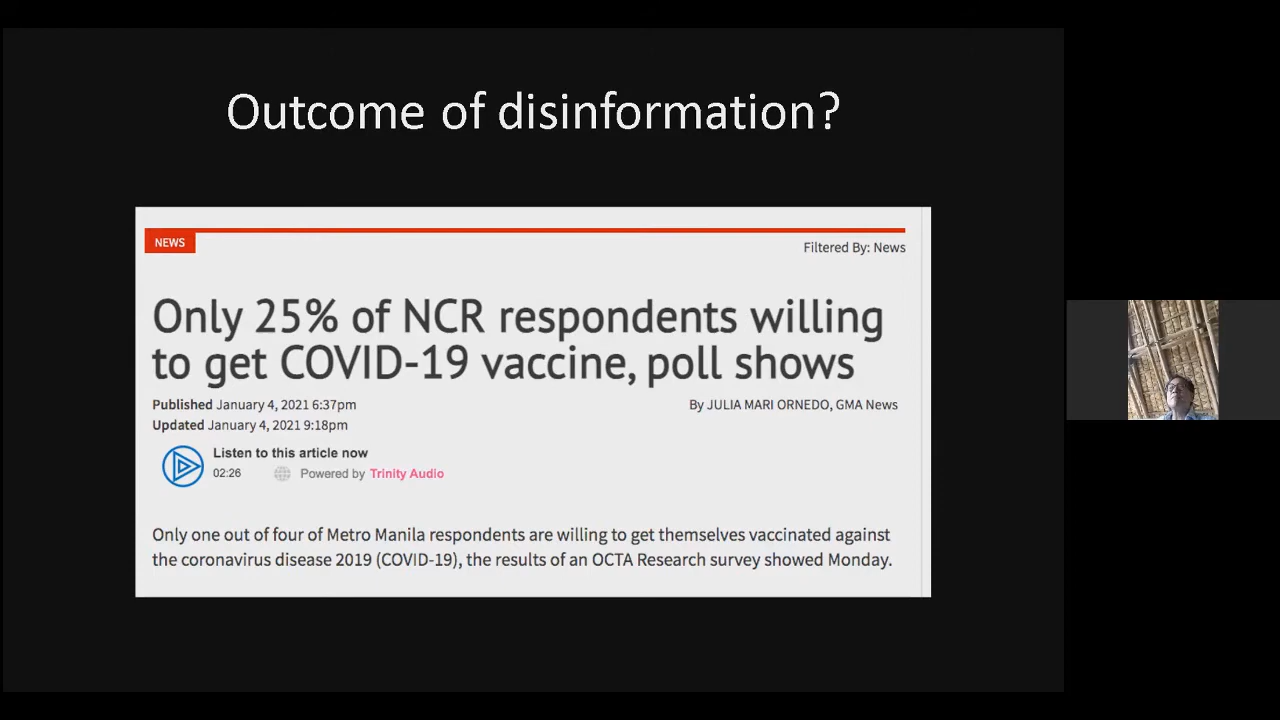 Outcome of disinformation?
NEWS
Filtered By: News
Only 25% of NCR respondents willing
to get COVID-19 vaccine, poll shows
Published January 4, 2021 6:37pm
By JULIA MARI ORNEDO, GMA News
Updated January 4, 2021 9:18pm
Listen to this article now
02:26
Powered by Trinity Audio
Only one out of four of Metro Manila respondents are willing to get themselves vaccinated against
the coronavirus disease 2019 (COVID-19), the results of an OCTA Research survey showed Monday.